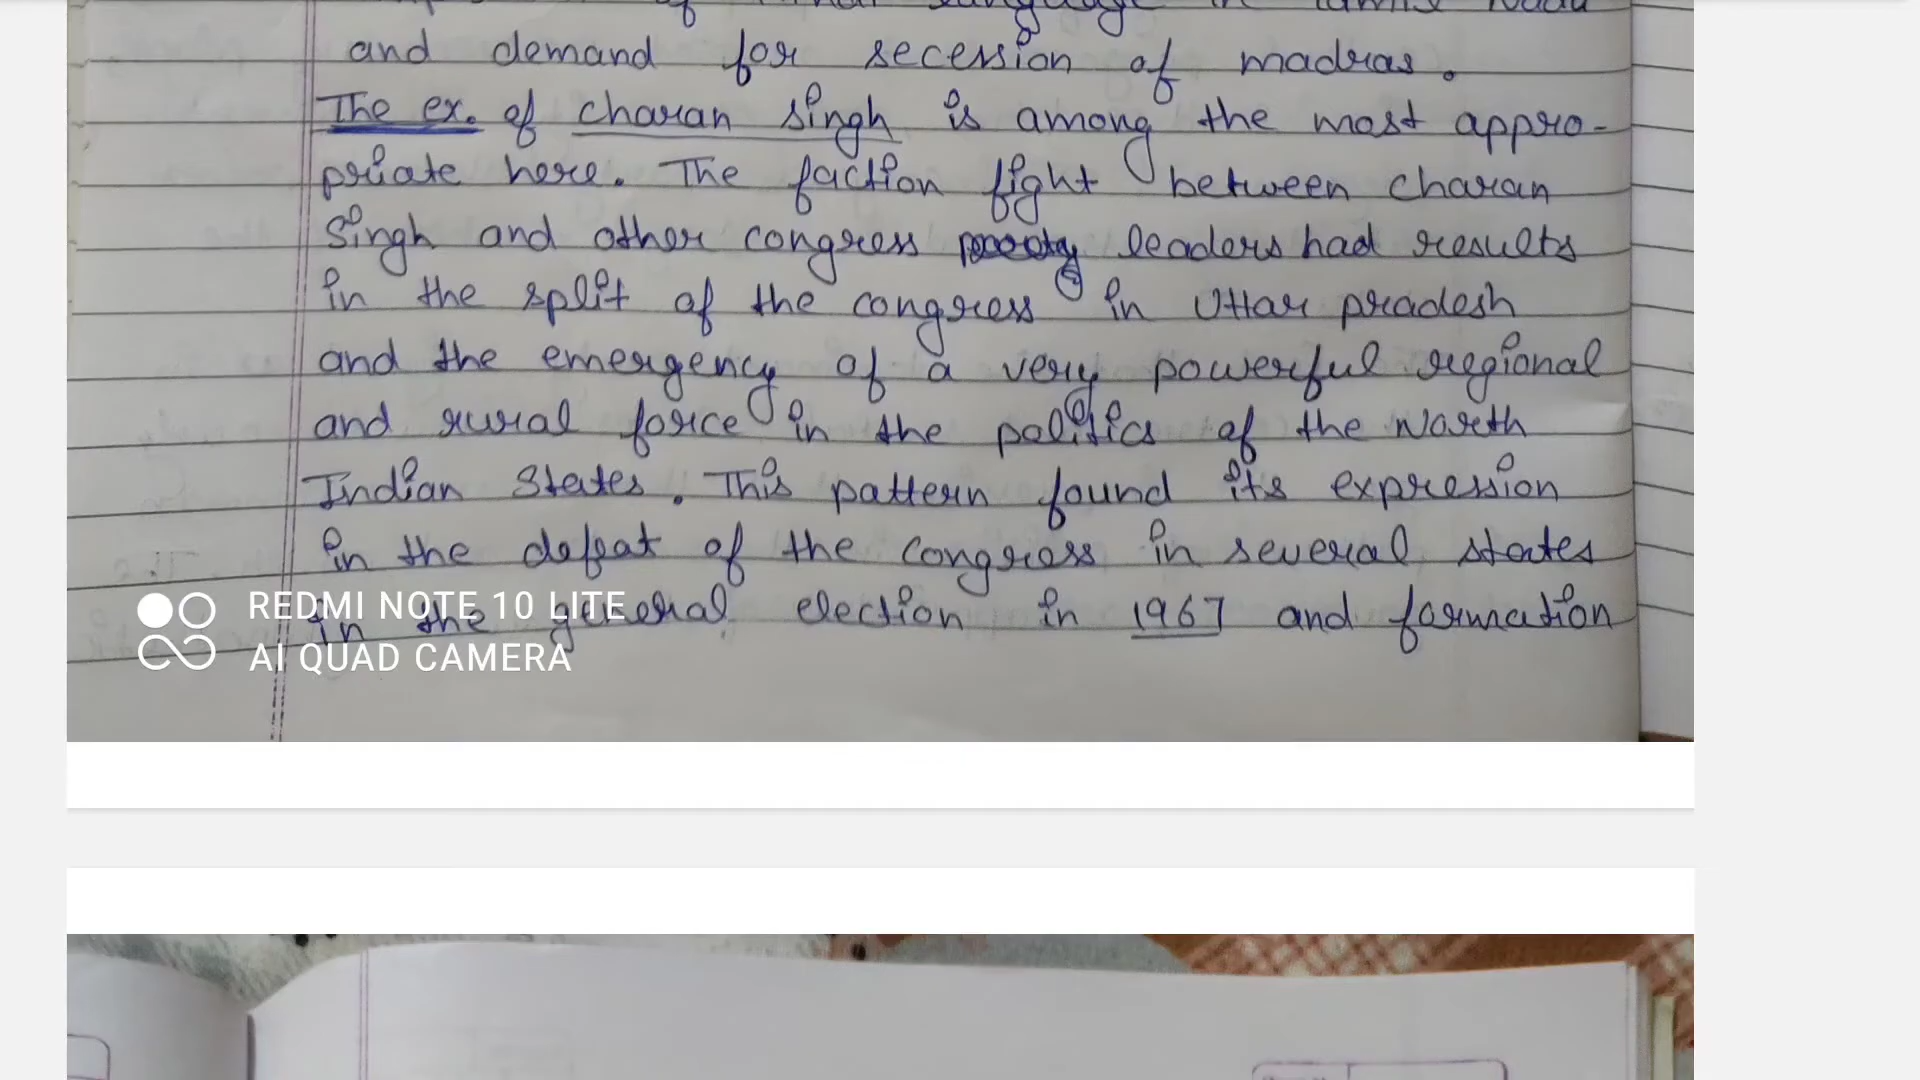 language in Tamil Nadu
and demand for secession of madras.
The ex. of charan singh is among the most appro-
priate here. The faction fight between charan
Singh and other congress leaders had results
in the split of the congress in Uttar pradesh
and the emergency of a very powerful regional
and rural force in the politics of the North
Indian States. This pattern found its expression
in the defeat of the congress in several states
in the general election in 1967 and formation
REDMI NOTE 10 LITE
AI QUAD CAMERA